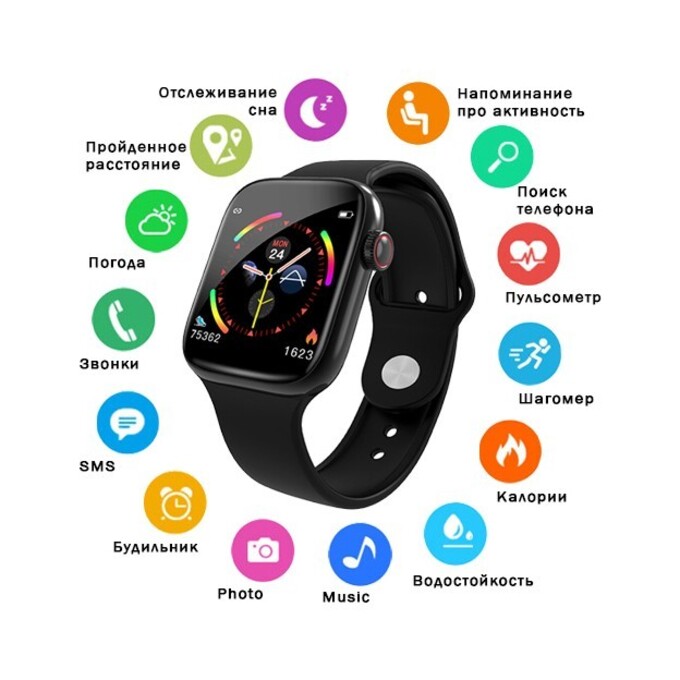 Отслеживание
сна
Напоминание
про активность
Пройденное
расстояние
Поиск
телефона
Погода
MON
24
Пульсометр
75362
1623
Звонки
Шагомер
SMS
Калории
Будильник
Водостойкость
Photo
Music